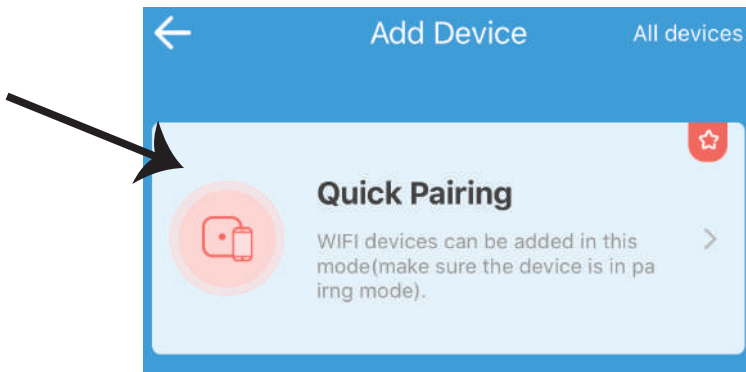 Add Device
All devices
Quick Pairing
WIFI devices can be added in this
mode(make sure the device is in pa
irng mode).